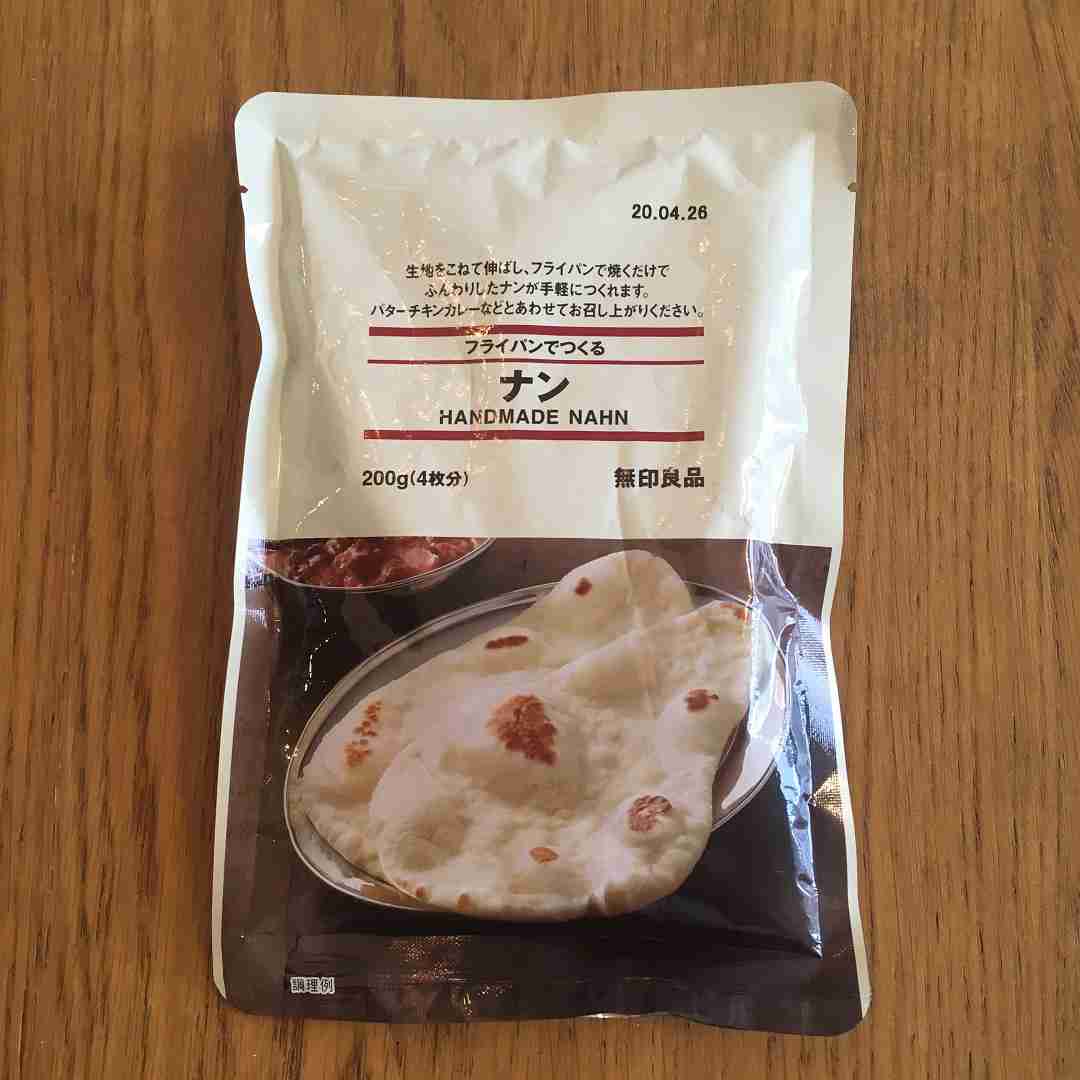 20.04.26
生地をこねて伸ばし、フライパンで焼くだけで
ふんわりしたナンが手軽につくれます。
バターチキンカレーなどとあわせてお召し上がりください。
フライパンでつくる
ナン
HANDMADE NAHN
200g(4枚分)
無印良品
調理例